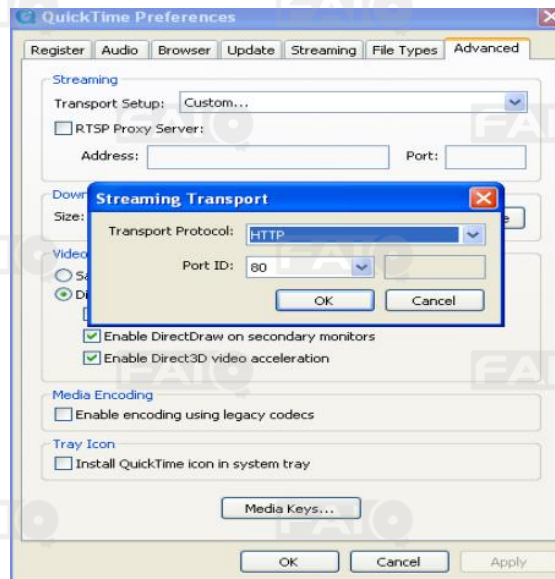 QuickTime Preferences
Register Audio Browser Update Streaming File Types Advanced
Streaming
Transport Setup: Custom...
RTSP Proxy Server:
Address: Port:
Streaming Transport
Size:
Transport Protocol: HTTP
Video
Port ID: 80
OK Cancel
Enable DirectDraw on secondary monitors
Enable Direct3D video acceleration
Media Encoding
Enable encoding using legacy codecs
Tray Icon
Install QuickTime icon in system tray
Media Keys...
OK Cancel Apply